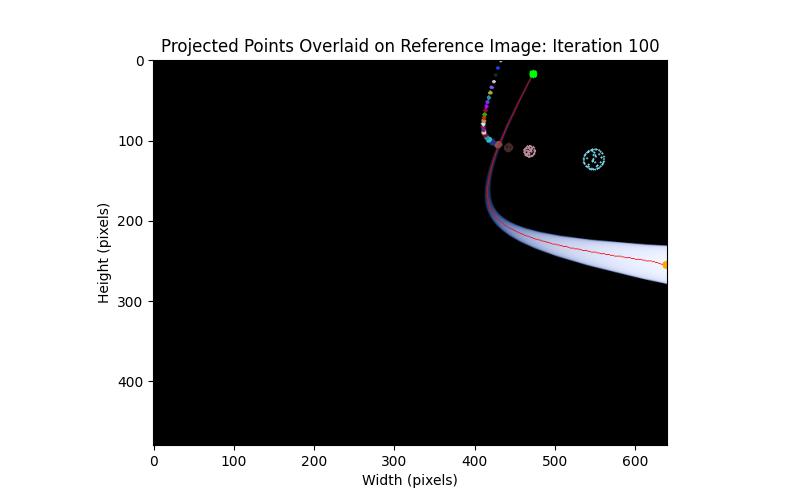 Projected Points Overlaid on Reference Image: Iteration 100
0
100
200
300
400
Height (pixels)
0 100 200 300 400 500 600
Width (pixels)